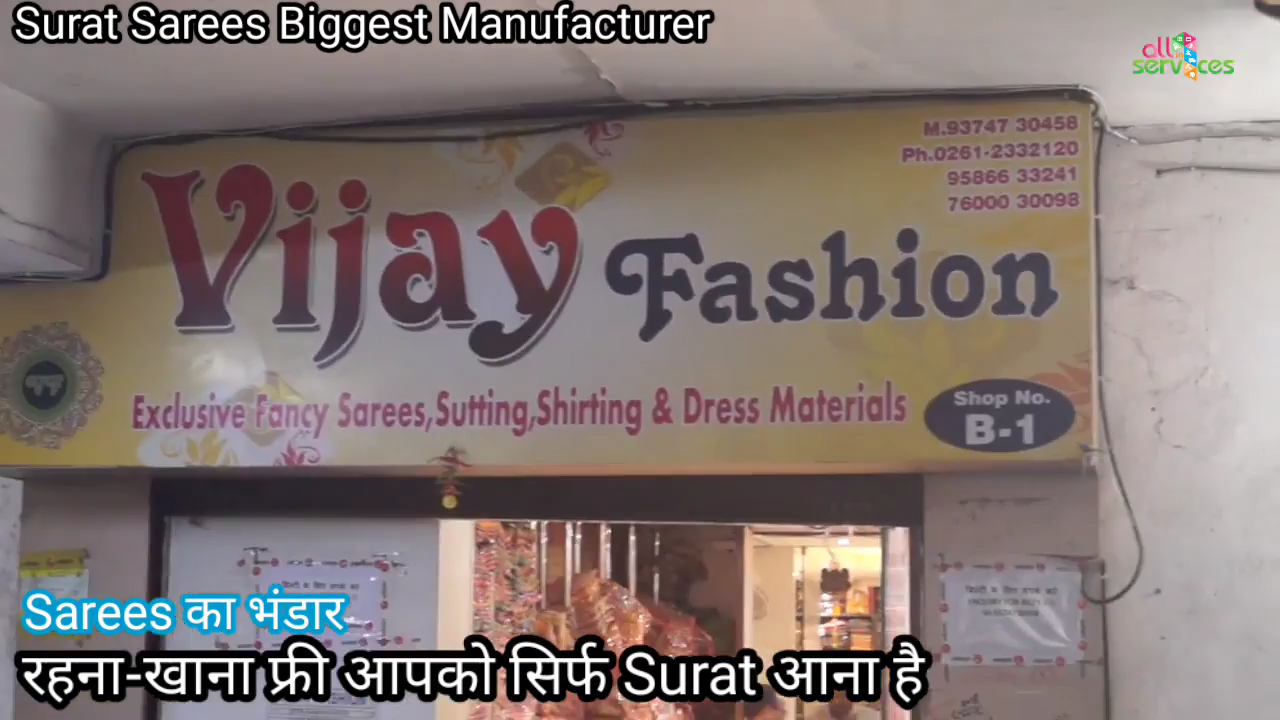 Surat Sarees Biggest Manufacturer
all
services
M.93747 30458
Ph.0261-2332120
95866 33241
76000 30098
Vijay Fashion
Exclusive Fancy Sarees,Sutting,Shirting & Dress Materials
Shop No.
B-1
Sarees का भंडार
रहना-खाना फ्री आपको सिर्फ Surat आना है